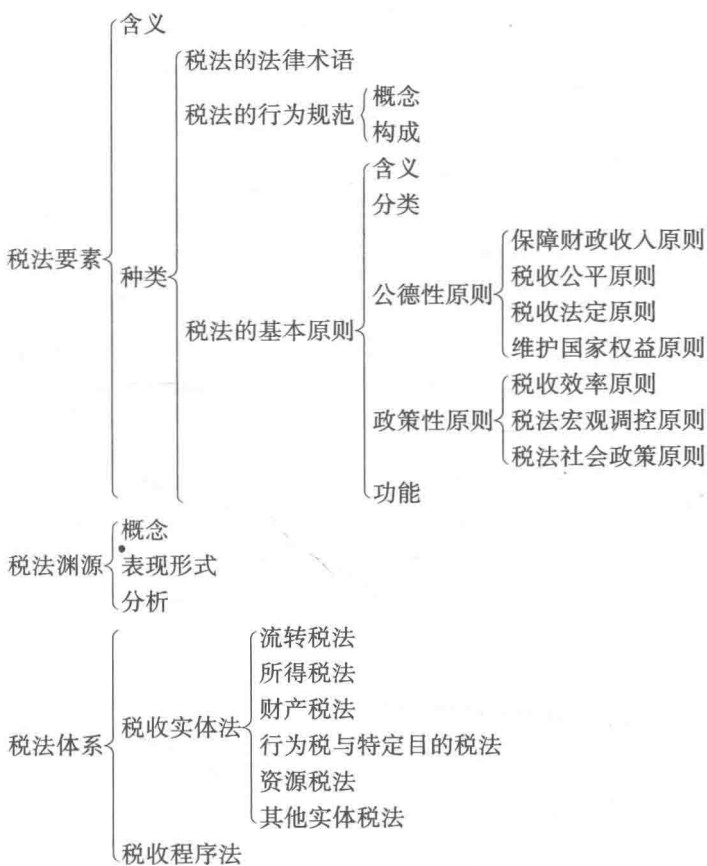 含义
税法的法律术语
税法的行为规范
概念
构成
含义
分类
税法要素
种类
税法的基本原则
公德性原则
保障财政收入原则
税收公平原则
税收法定原则
维护国家权益原则
政策性原则
税收效率原则
税法宏观调控原则
税法社会政策原则
功能
税法渊源
概念
表现形式
分析
税法体系
税收实体法
流转税法
所得税法
财产税法
行为税与特定目的税法
资源税法
其他实体税法
税收程序法